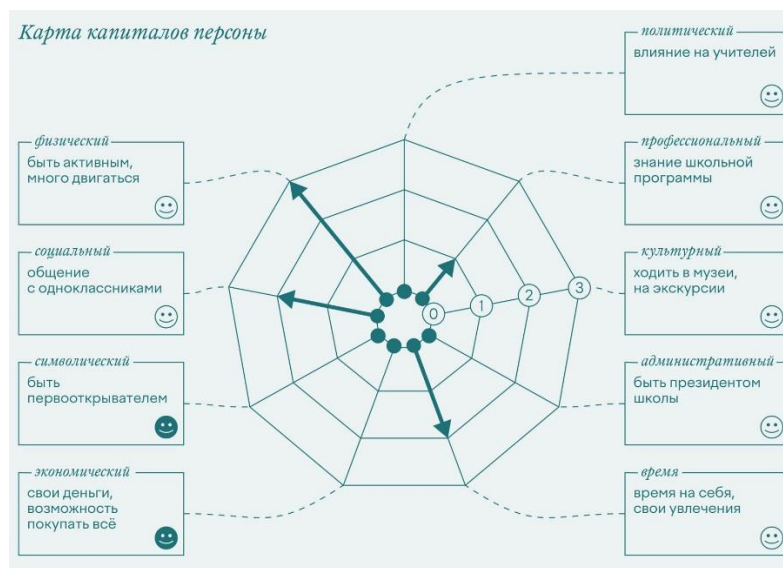 Карта капиталов персоны
политический
влияние на учителей
физический
быть активным,
много двигаться
профессиональный
знание школьной
программы
социальный
общение
с одноклассниками
культурный
ходить в музеи,
на экскурсии
0 1 2 3
символический
быть
первооткрывателем
административный
быть президентом
школы
экономический
свои деньги,
возможность
покупать всё
время
время на себя,
свои увлечения